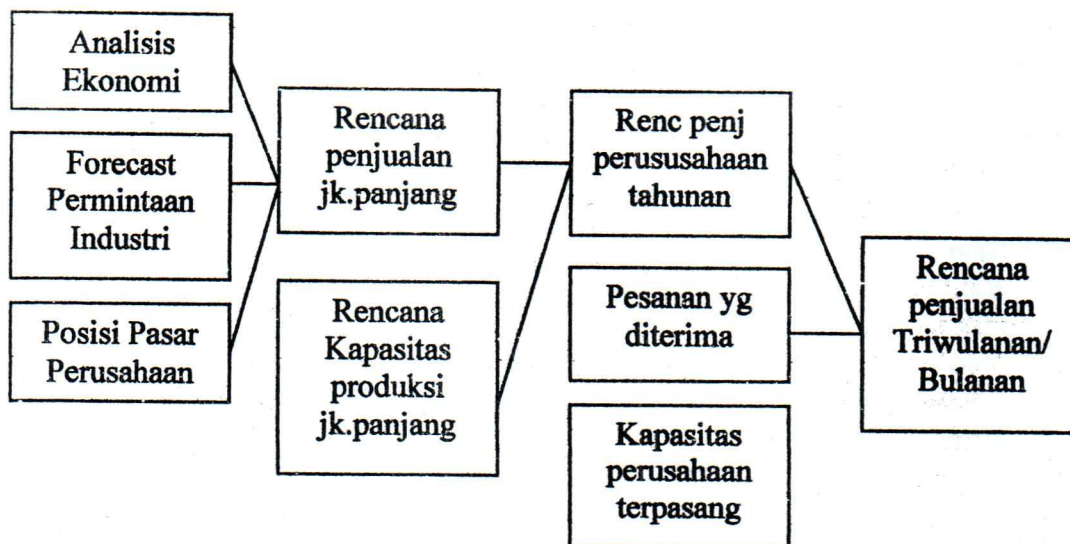 Analisis
Ekonomi
Forecast
Permintaan
Industri
Posisi Pasar
Perusahaan
Rencana
penjualan
jk.panjang
Rencana
Kapasitas
produksi
jk.panjang
Renc penj
perususahaan
tahunan
Pesanan yg
diterima
Kapasitas
perusahaan
terpasang
Rencana
penjualan
Triwulanan/
Bulanan